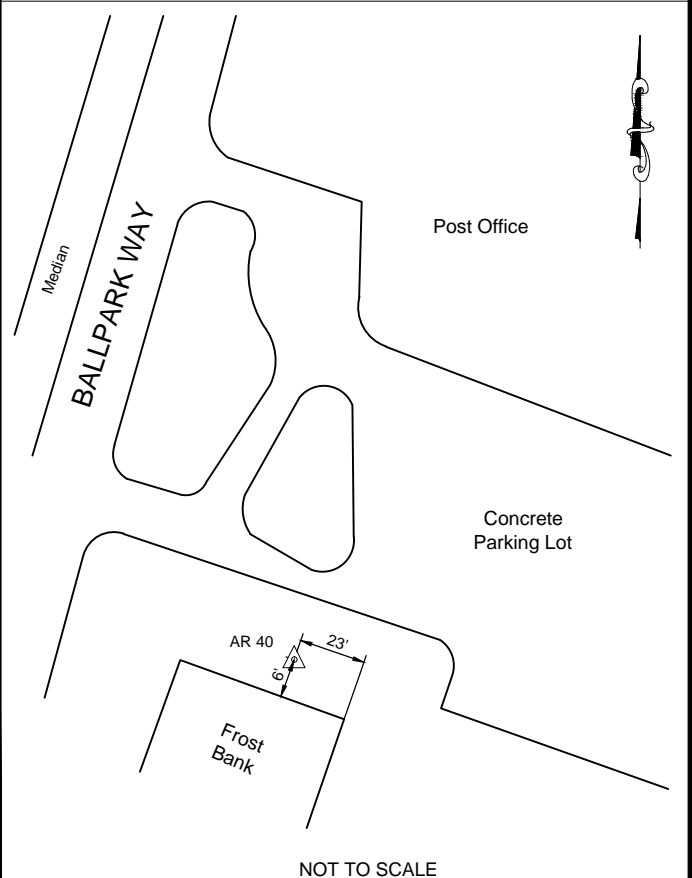 Post Office
Median
BALLPARK WAY
Concrete
Parking Lot
AR 40
23'
6'
Frost
Bank
NOT TO SCALE